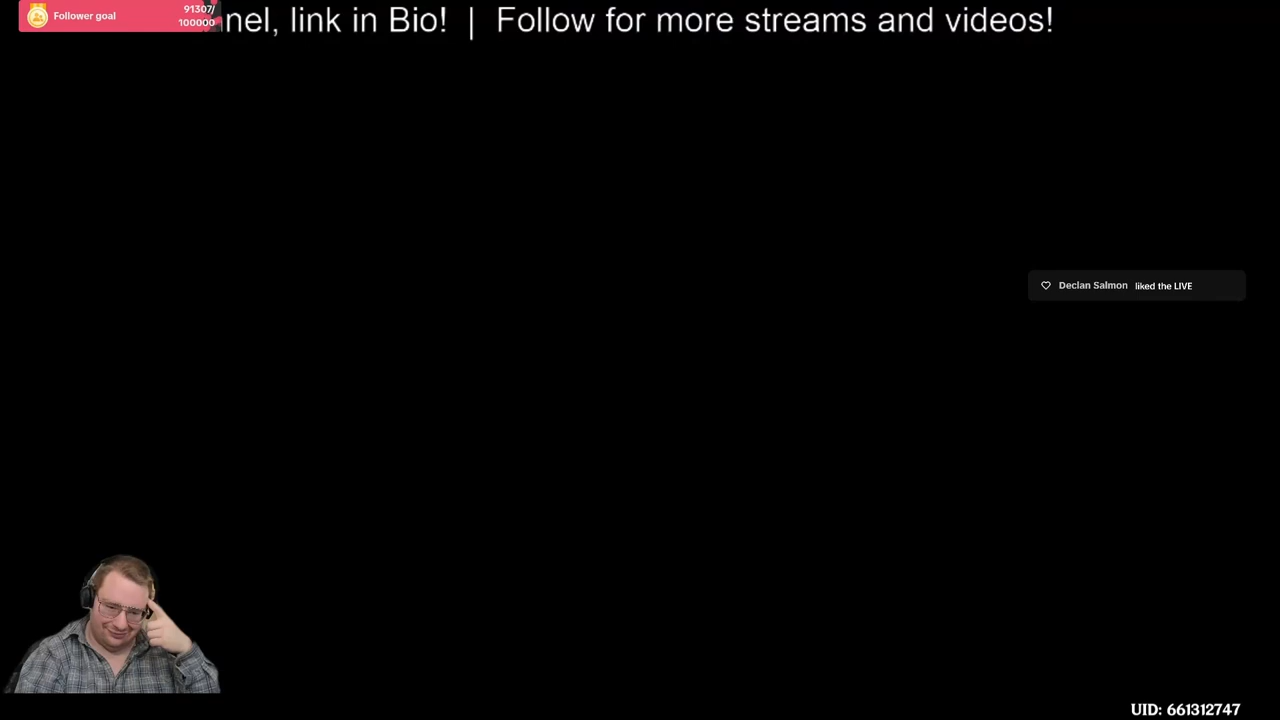 Follower goal
91307/
100000
nel, link in Bio! | Follow for more streams and videos!
Declan Salmon liked the LIVE
UID: 661312747